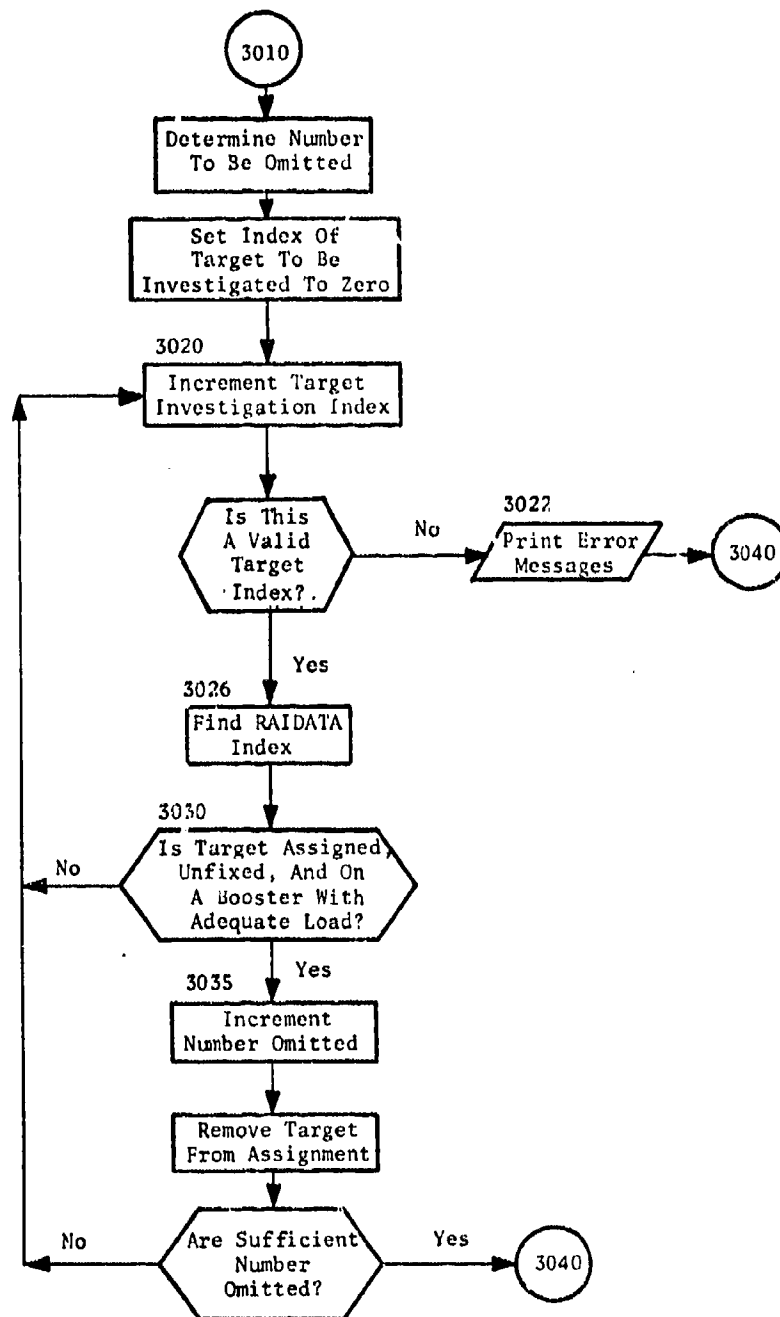 3010
Determine Number
To Be Omitted
Set Index Of
Target To Be
Investigated To Zero
3020
Increment Target
Investigation Index
Is This
A Valid
Target
Index?
No
3022
Print Error
Messages
3040
Yes
3026
Find RAIDATA
Index
3030
Is Target Assigned,
Unfixed, And On
A Booster With
Adequate Load?
No
Yes
3035
Increment
Number Omitted
Remove Target
From Assignment
Are Sufficient
Number
Omitted?
No
Yes
3040